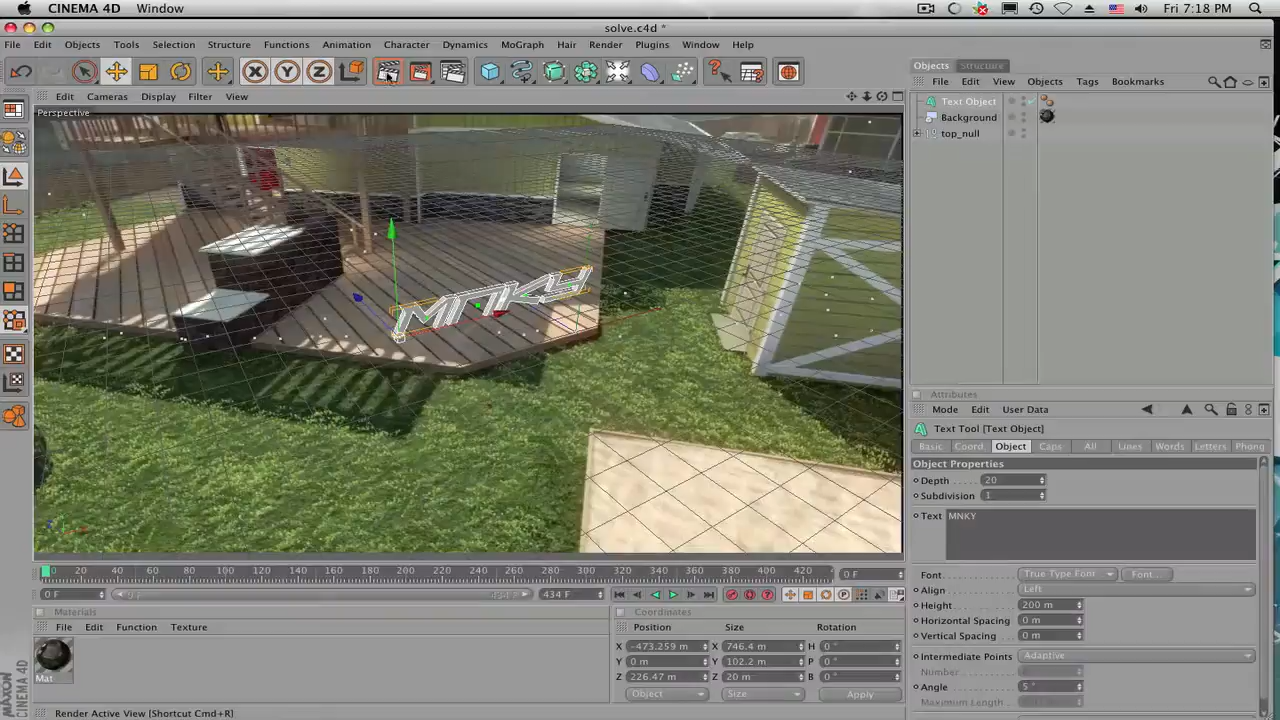 CINEMA 4D Window Fri 7:18 PM
solve.c4d *
File Edit Objects Tools Selection Structure Functions Animation Character Dynamics MoGraph Hair Render Plugins Window Help
Edit Cameras Display Filter View
Perspective
MNKY
0 20 40 60 80 100 120 140 160 180 200 220 240 260 280 300 320 340 360 380 400 420 0 F
0 F 0 F 434 F 434 F
Materials
File Edit Function Texture
Mat
Coordinates
Position Size Rotation
X -473.259 m X 746.4 m H 0 °
Y 0 m Y 102.2 m P 0 °
Z 226.47 m Z 20 m B 0 °
Object Size Apply
Render Active View [Shortcut Cmd+R]
MAXON CINEMA 4D
Objects Structure
File Edit View Objects Tags Bookmarks
Text Object
Background
top_null
Attributes
Mode Edit User Data
Text Tool [Text Object]
Basic Coord. Object Caps All Lines Words Letters Phong
Object Properties
Depth 20
Subdivision 1
Text MNKY
Font True Type Font Font...
Align Left
Height 200 m
Horizontal Spacing 0 m
Vertical Spacing 0 m
Intermediate Points Adaptive
Number
Angle 5 °
Maximum Length